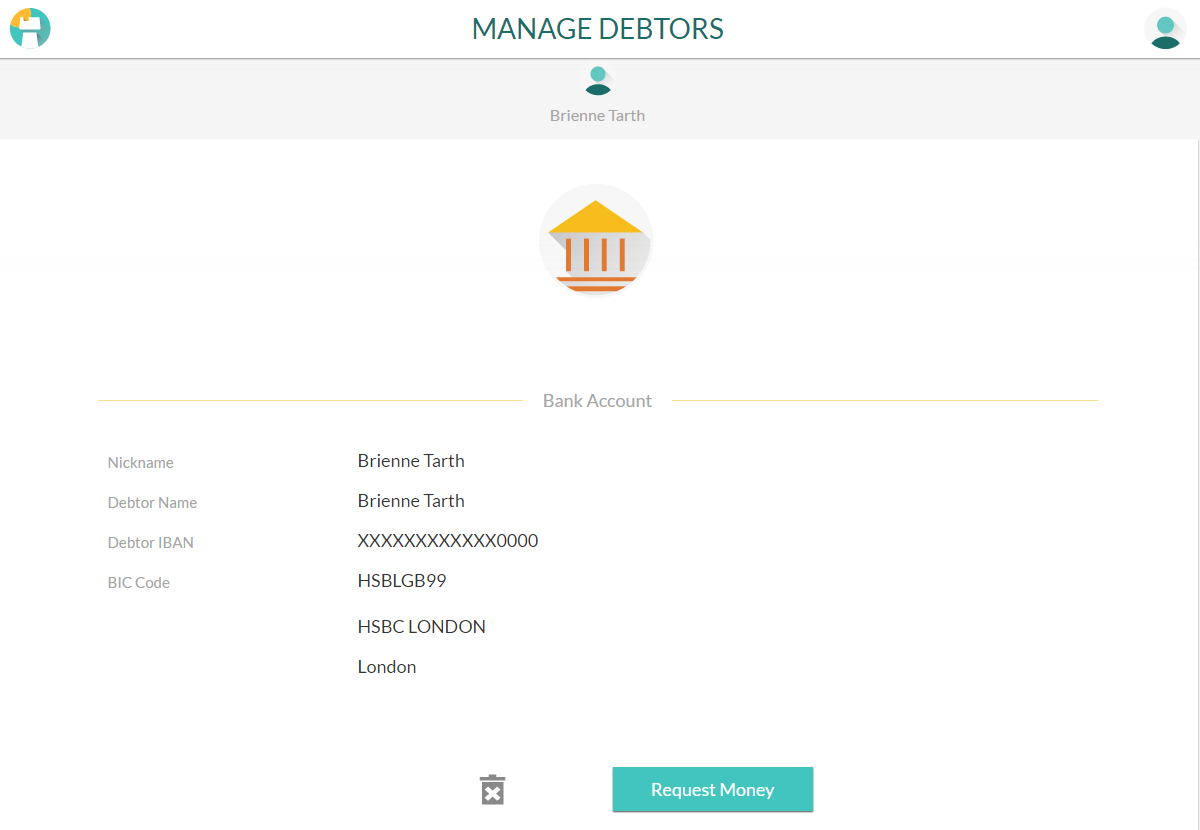 MANAGE DEBTORS
Brienne Tarth
Bank Account
Nickname Brienne Tarth
Debtor Name Brienne Tarth
Debtor IBAN XXXXXXXXXXXX0000
BIC Code HSBLGB99
HSBC LONDON
London
Request Money